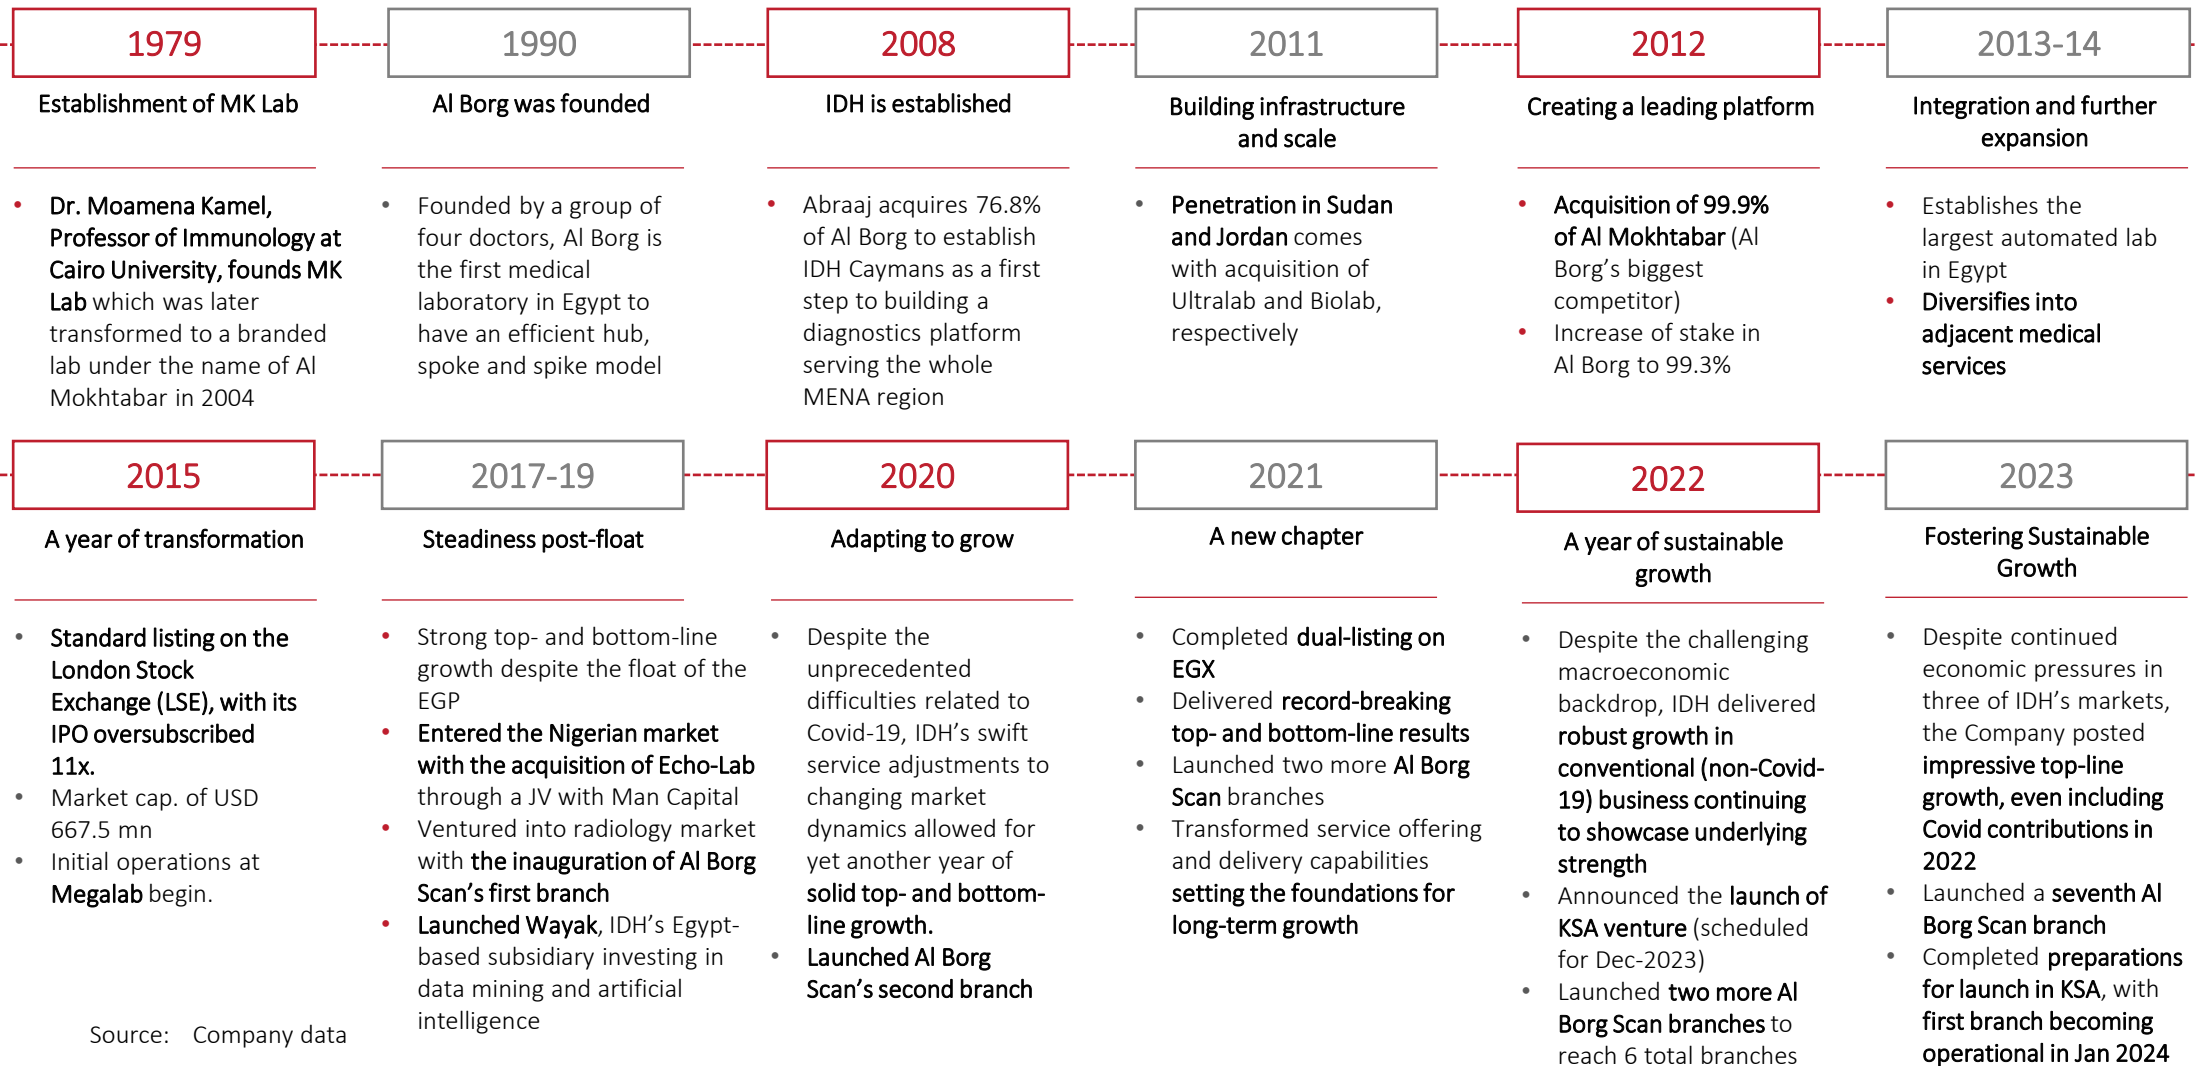 1979
Establishment of MK Lab
• Dr. Moamena Kamel,
Professor of Immunology at
Cairo University, founds MK
Lab which was later
transformed to a branded
lab under the name of Al
Mokhtabar in 2004
1990
Al Borg was founded
• Founded by a group of
four doctors, Al Borg is
the first medical
laboratory in Egypt to
have an efficient hub,
spoke and spike model
2008
IDH is established
• Abraaj acquires 76.8%
of Al Borg to establish
IDH Caymans as a first
step to building a
diagnostics platform
serving the whole
MENA region
2011
Building infrastructure
and scale
• Penetration in Sudan
and Jordan comes
with acquisition of
Ultralab and Biolab,
respectively
2012
Creating a leading platform
• Acquisition of 99.9%
of Al Mokhtabar (Al
Borg’s biggest
competitor)
• Increase of stake in
Al Borg to 99.3%
2013-14
Integration and further
expansion
• Establishes the
largest automated lab
in Egypt
• Diversifies into
adjacent medical
services
2015
A year of transformation
• Standard listing on the
London Stock
Exchange (LSE), with its
IPO oversubscribed
11x.
• Market cap. of USD
667.5 mn
• Initial operations at
Megalab begin.
2017-19
Steadiness post-float
• Strong top- and bottom-line
growth despite the float of the
EGP
• Entered the Nigerian market
with the acquisition of Echo-Lab
through a JV with Man Capital
• Ventured into radiology market
with the inauguration of Al Borg
Scan’s first branch
• Launched Wayak, IDH’s Egypt-
based subsidiary investing in
data mining and artificial
intelligence
2020
Adapting to grow
• Despite the
unprecedented
difficulties related to
Covid-19, IDH’s swift
service adjustments to
changing market
dynamics allowed for
yet another year of
solid top- and bottom-
line growth.
• Launched Al Borg
Scan’s second branch
2021
A new chapter
• Completed dual-listing on
EGX
• Delivered record-breaking
top- and bottom-line results
• Launched two more Al Borg
Scan branches
• Transformed service offering
and delivery capabilities
setting the foundations for
long-term growth
2022
A year of sustainable
growth
• Despite the challenging
macroeconomic
backdrop, IDH delivered
robust growth in
conventional (non-Covid-
19) business continuing
to showcase underlying
strength
• Announced the launch of
KSA venture (scheduled
for Dec-2023)
• Launched two more Al
Borg Scan branches to
reach 6 total branches
2023
Fostering Sustainable
Growth
• Despite continued
economic pressures in
three of IDH’s markets,
the Company posted
impressive top-line
growth, even including
Covid contributions in
2022
• Launched a seventh Al
Borg Scan branch
• Completed preparations
for launch in KSA, with
first branch becoming
operational in Jan 2024
Source: Company data